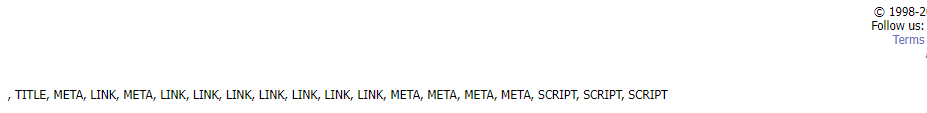 © 1998-2
Follow us:
Terms
, TITLE, META, LINK, META, LINK, LINK, LINK, LINK, LINK, LINK, LINK, META, META, META, META, SCRIPT, SCRIPT, SCRIPT